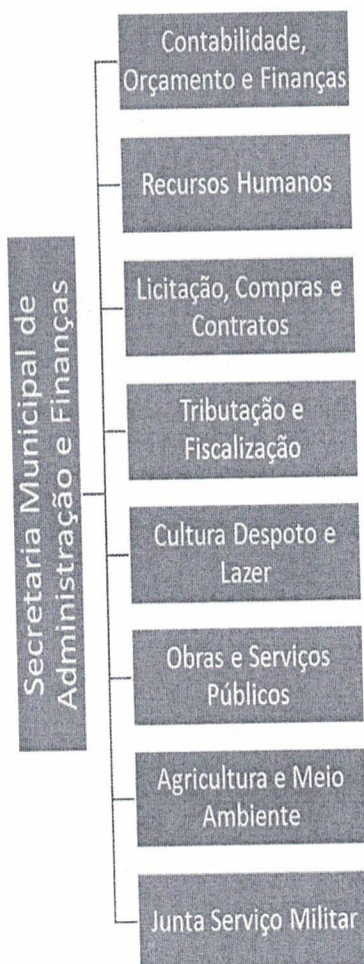 Secretaria Municipal de
Administração e Finanças
Contabilidade,
Orçamento e Finanças
Recursos Humanos
Licitação, Compras e
Contratos
Tributação e
Fiscalização
Cultura Despoto e
Lazer
Obras e Serviços
Públicos
Agricultura e Meio
Ambiente
Junta Serviço Militar